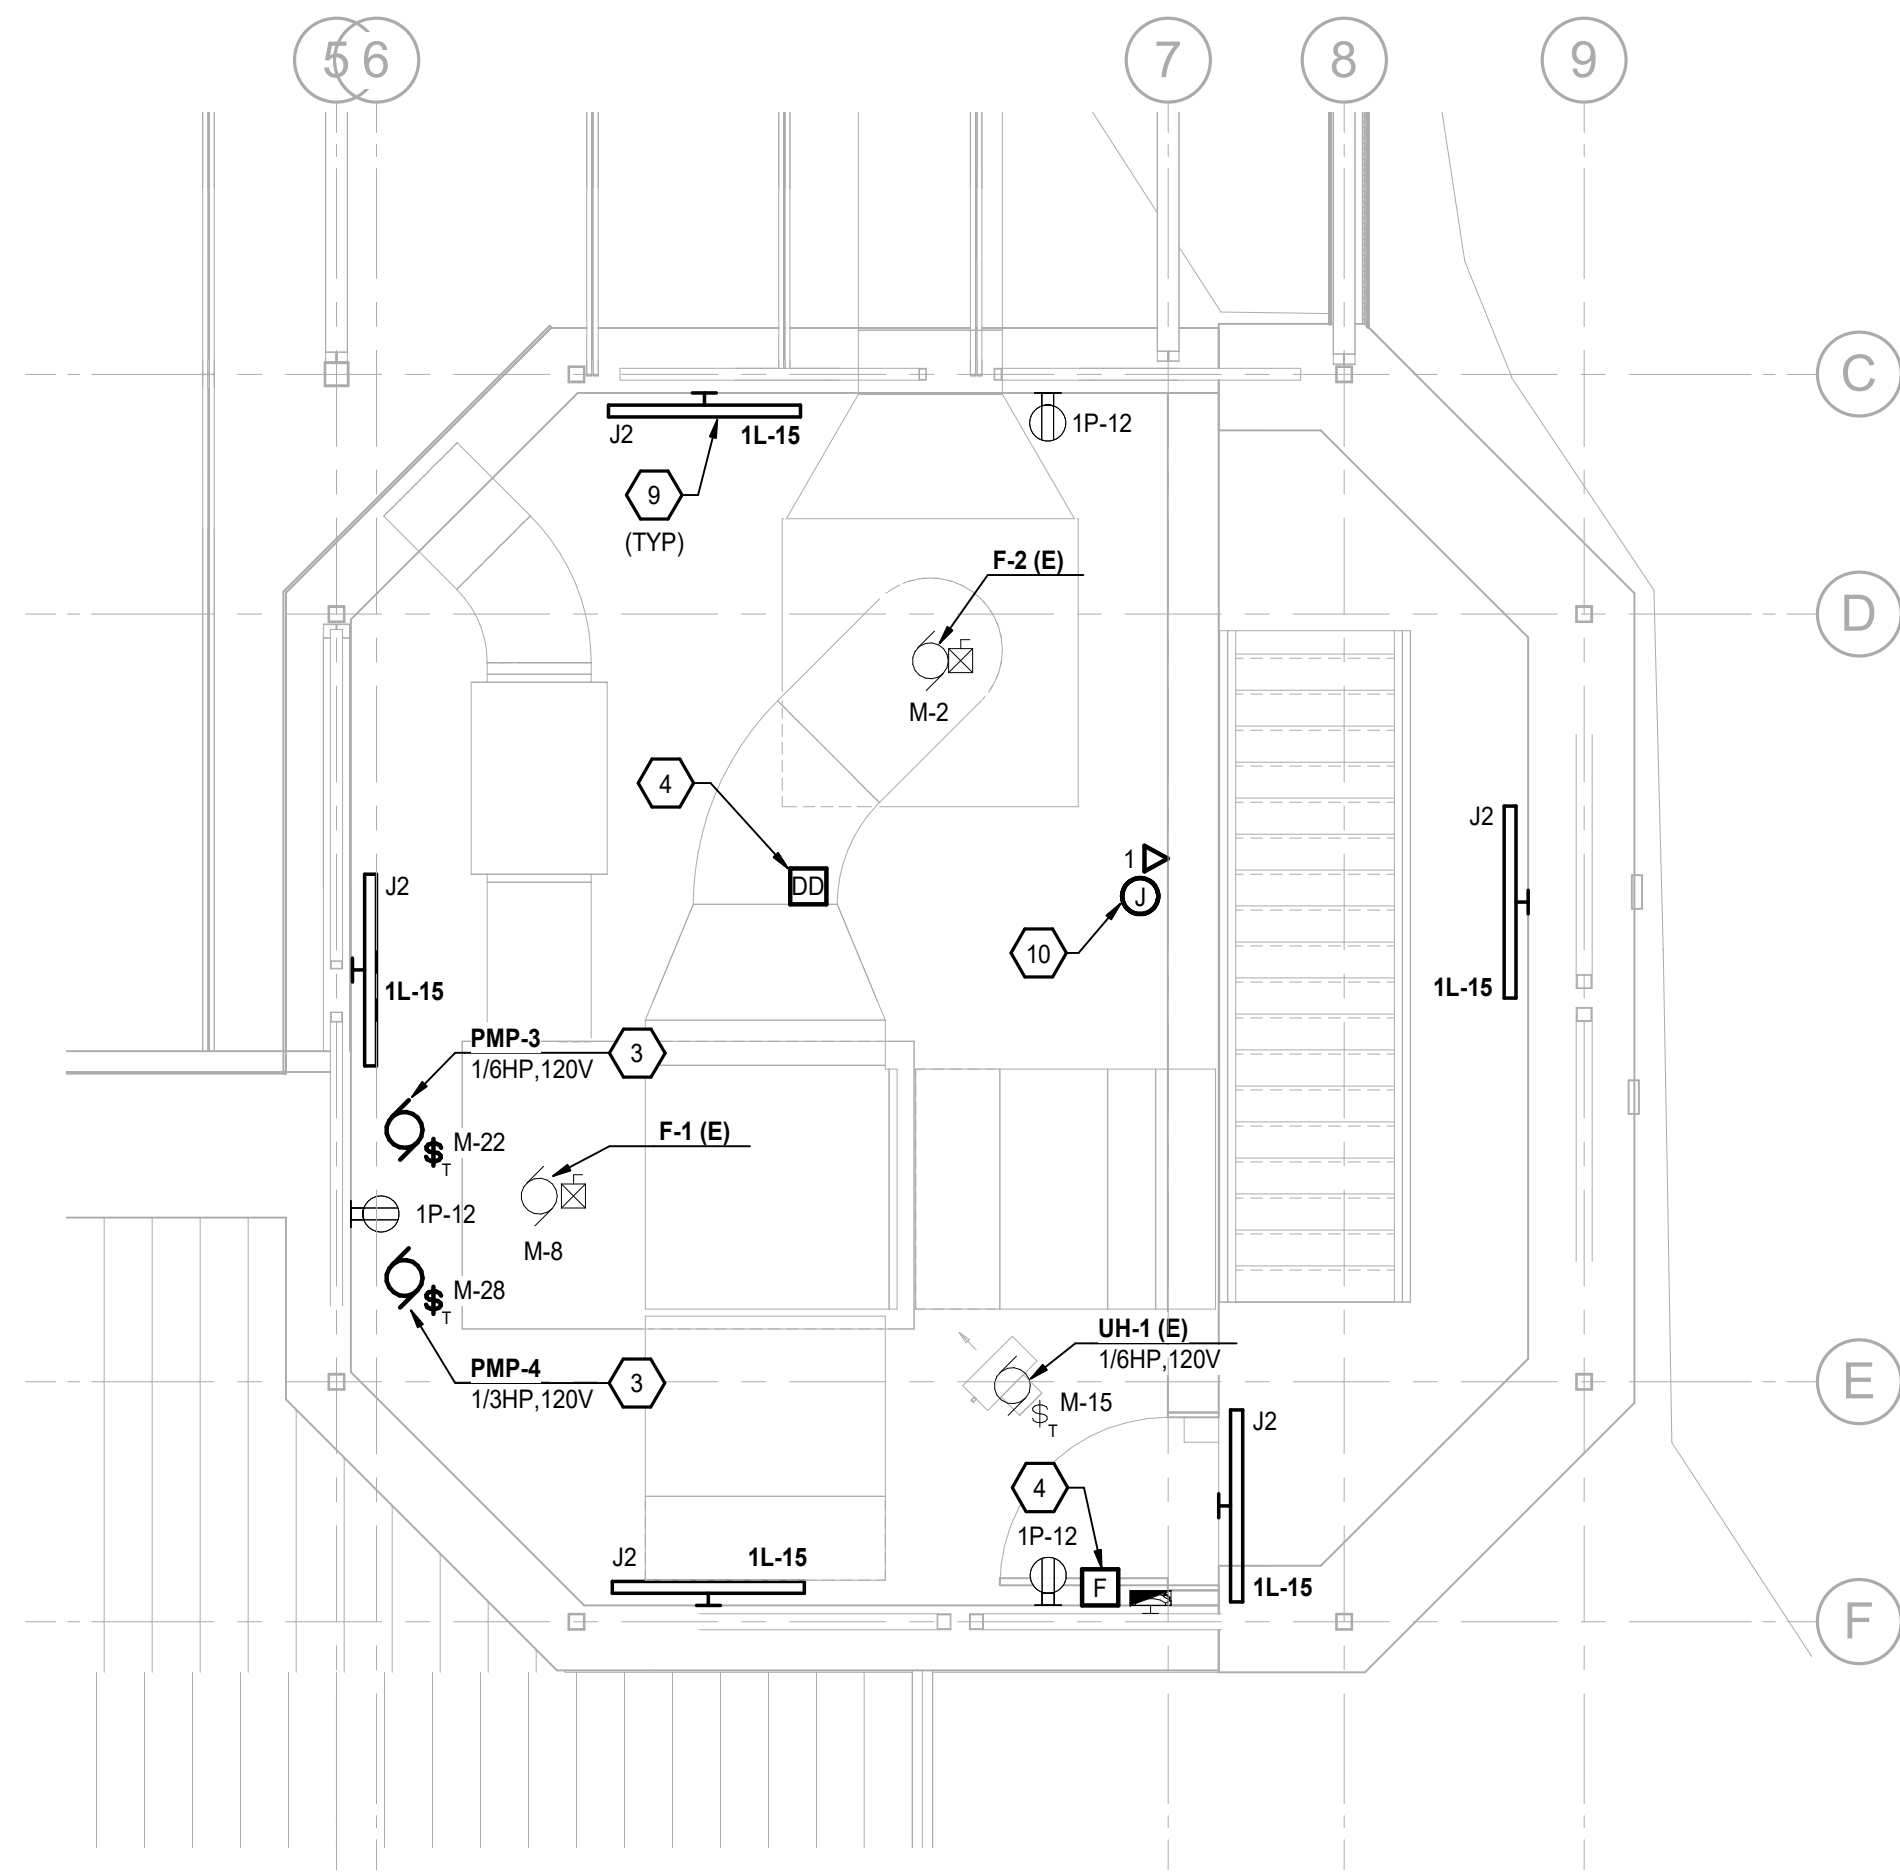 5 6 7 8 9
C
J2 1L-15
1P-12
9
(TYP)
F-2 (E)
D
M-2
4
J2
1
DD
J2
J
10
1L-15
1L-15
PMP-3
3
1/6HP,120V
F-1 (E)
$T M-22
1P-12
M-8
$T M-28
UH-1 (E)
1/6HP,120V
PMP-4
3
1/3HP,120V
E
$T M-15
J2
4
1P-12
J2 1L-15
F
1L-15
F